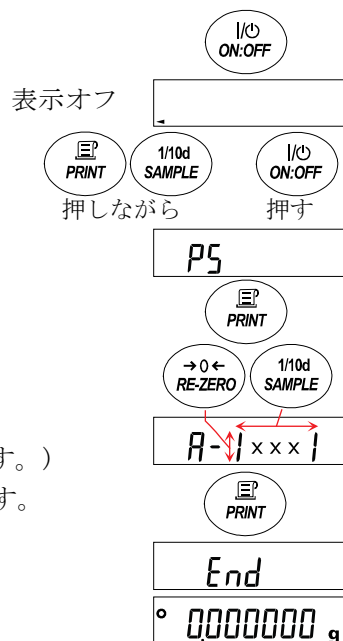 I/⏻
ON:OFF
表示オフ
PRINT
1/10d
SAMPLE
I/⏻
ON:OFF
押しながら 押す
PS
PRINT
→0←
RE-ZERO
1/10d
SAMPLE
A-1xxx1
す。)
PRINT
す。
End
0.000000 g